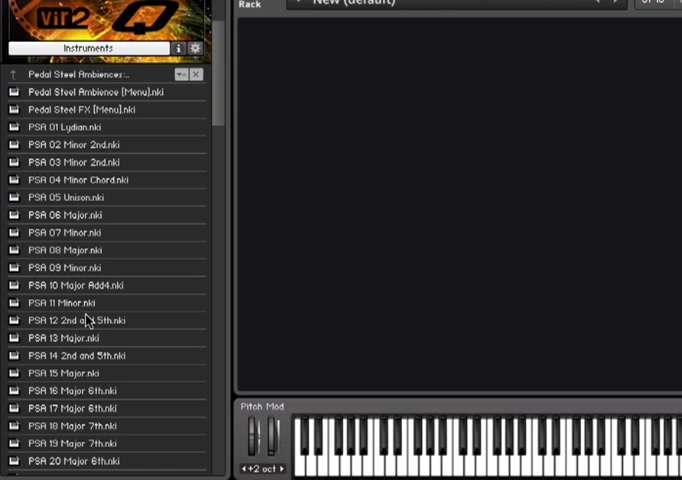 vir2 Q
Instruments
i
Pedal Steel Ambiences:..
Pedal Steel Ambience [Menu].nki
Pedal Steel FX [Menu].nki
PSA 01 Lydian.nki
PSA 02 Minor 2nd.nki
PSA 03 Minor 2nd.nki
PSA 04 Minor Chord.nki
PSA 05 Unison.nki
PSA 06 Major.nki
PSA 07 Minor.nki
PSA 08 Major.nki
PSA 09 Minor.nki
PSA 10 Major Add4.nki
PSA 11 Minor.nki
PSA 12 2nd and 5th.nki
PSA 13 Major.nki
PSA 14 2nd and 5th.nki
PSA 15 Major.nki
PSA 16 Major 6th.nki
PSA 17 Major 6th.nki
PSA 18 Major 7th.nki
PSA 19 Major 7th.nki
PSA 20 Major 6th.nki
Rack
New (default)
Pitch Mod
+2 oct